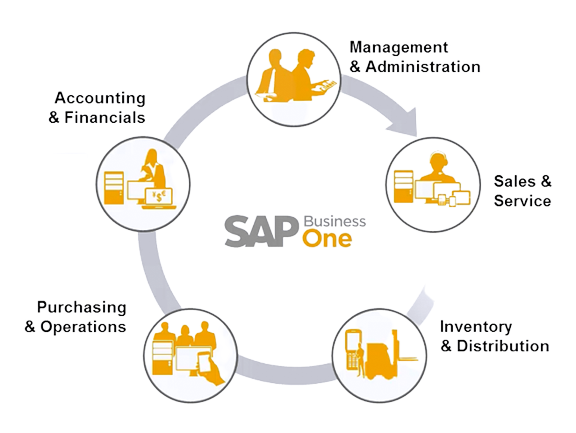 Management
& Administration
Accounting
& Financials
¥ € $
Sales &
Service
SAP Business
One
Purchasing
& Operations
Inventory
& Distribution